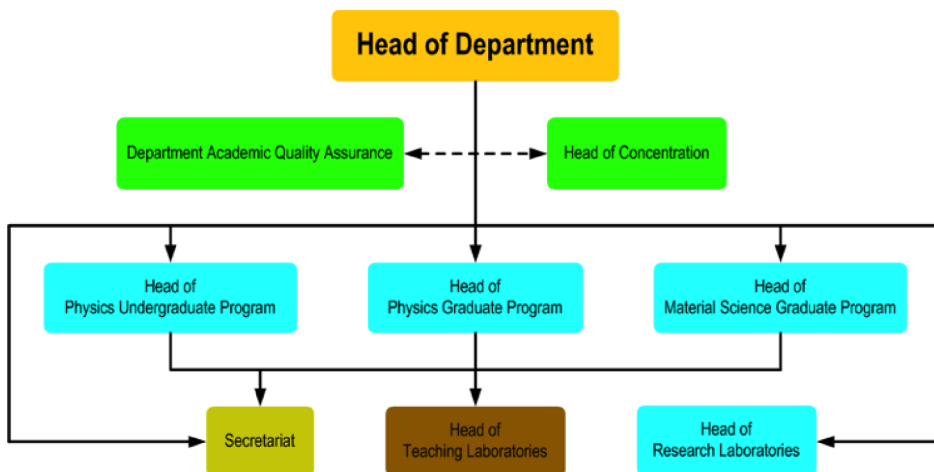 Head of Department
Department Academic Quality Assurance
Head of Concentration
Head of
Physics Undergraduate Program
Head of
Physics Graduate Program
Head of
Material Science Graduate Program
Secretariat
Head of
Teaching Laboratories
Head of
Research Laboratories